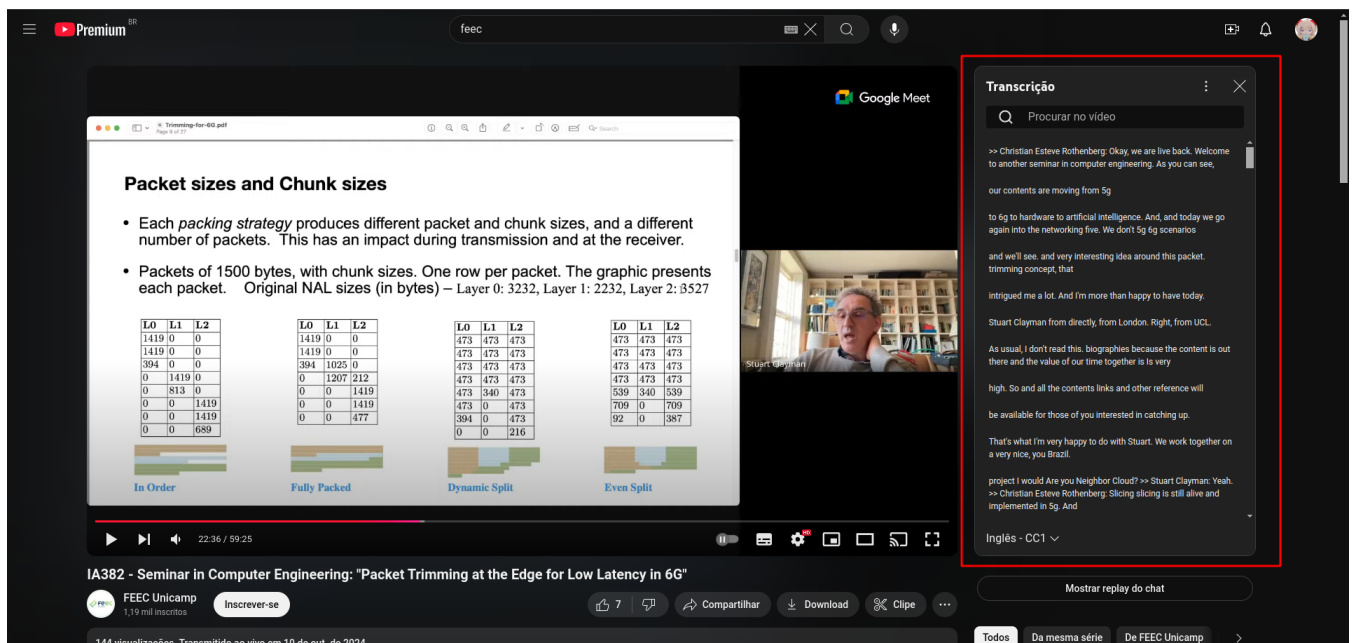 Premium BR
feec
Google Meet
Trimming-for-6G.pdf
Page 9 of 37
Search
Packet sizes and Chunk sizes
• Each packing strategy produces different packet and chunk sizes, and a different
number of packets. This has an impact during transmission and at the receiver.
• Packets of 1500 bytes, with chunk sizes. One row per packet. The graphic presents
each packet. Original NAL sizes (in bytes) – Layer 0: 3232, Layer 1: 2232, Layer 2: 3527
L0 L1 L2
1419 0 0
1419 0 0
394 0 0
0 1419 0
0 813 0
0 0 1419
0 0 1419
0 0 689
In Order
L0 L1 L2
1419 0 0
1419 0 0
394 1025 0
0 1207 212
0 0 1419
0 0 1419
0 0 477
Fully Packed
L0 L1 L2
473 473 473
473 473 473
473 473 473
473 473 473
473 473 473
473 340 473
473 0 473
394 0 473
0 0 216
Dynamic Split
L0 L1 L2
473 473 473
473 473 473
473 473 473
473 473 473
539 340 539
709 0 709
92 0 387
Even Split
Stuart Clayman
22:36 / 59:25
HD
IA382 - Seminar in Computer Engineering: "Packet Trimming at the Edge for Low Latency in 6G"
FEEC Unicamp
1,19 mil inscritos
Inscrever-se
7
Compartilhar
Download
Clipe
144 visualizações Transmitido ao vivo em 10 de out. de 2024
Transcrição
Procurar no vídeo
>> Christian Esteve Rothenberg: Okay, we are live back. Welcome
to another seminar in computer engineering. As you can see,
our contents are moving from 5g
to 6g to hardware to artificial intelligence. And, and today we go
again into the networking five. We don't 5g 6g scenarios
and we'll see. and very interesting idea around this packet.
trimming concept, that
intrigued me a lot. And I'm more than happy to have today.
Stuart Clayman from directly, from London. Right, from UCL.
As usual, I don't read this. biographies because the content is out
there and the value of our time together is Is very
high. So and all the contents links and other reference will
be available for those of you interested in catching up.
That's what I'm very happy to do with Stuart. We work together on
a very nice, you Brazil.
project I would Are you Neighbor Cloud? >> Stuart Clayman: Yeah.
>> Christian Esteve Rothenberg: Slicing slicing is still alive and
implemented in 5g. And
Inglês - CC1
Mostrar replay do chat
Todos
Da mesma série
De FEEC Unicamp